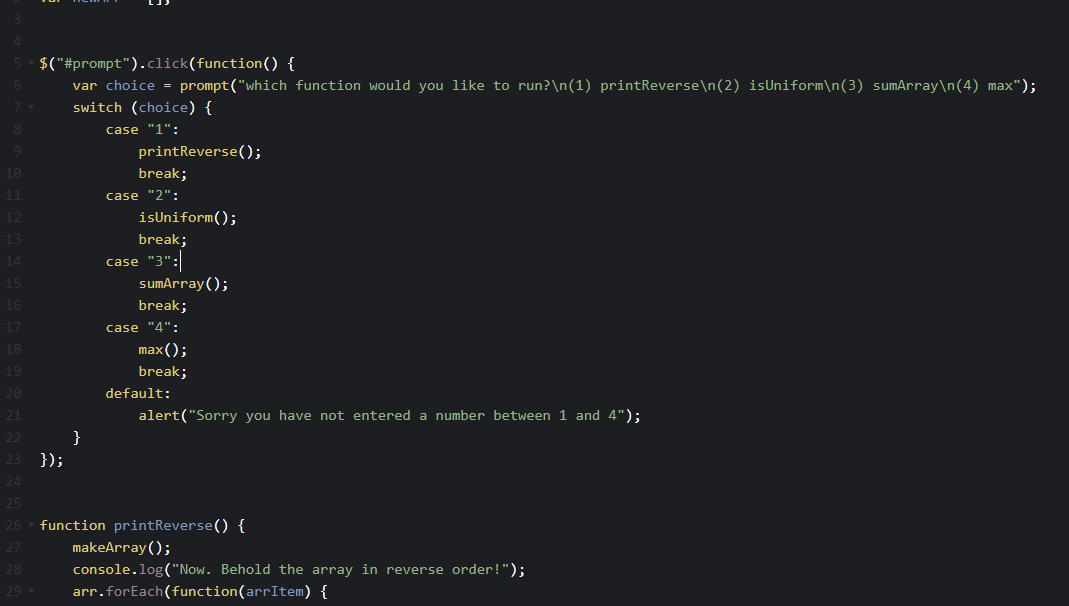 3
4
5 $("#prompt").click(function() {
6 var choice = prompt("which function would you like to run?\n(1) printReverse\n(2) isUniform\n(3) sumArray\n(4) max");
7 switch (choice) {
8 case "1":
9 printReverse();
10 break;
11 case "2":
12 isUniform();
13 break;
14 case "3":
15 sumArray();
16 break;
17 case "4":
18 max();
19 break;
20 default:
21 alert("Sorry you have not entered a number between 1 and 4");
22 }
23 });
24
25
26 function printReverse() {
27 makeArray();
28 console.log("Now. Behold the array in reverse order!");
29 arr.forEach(function(arrItem) {